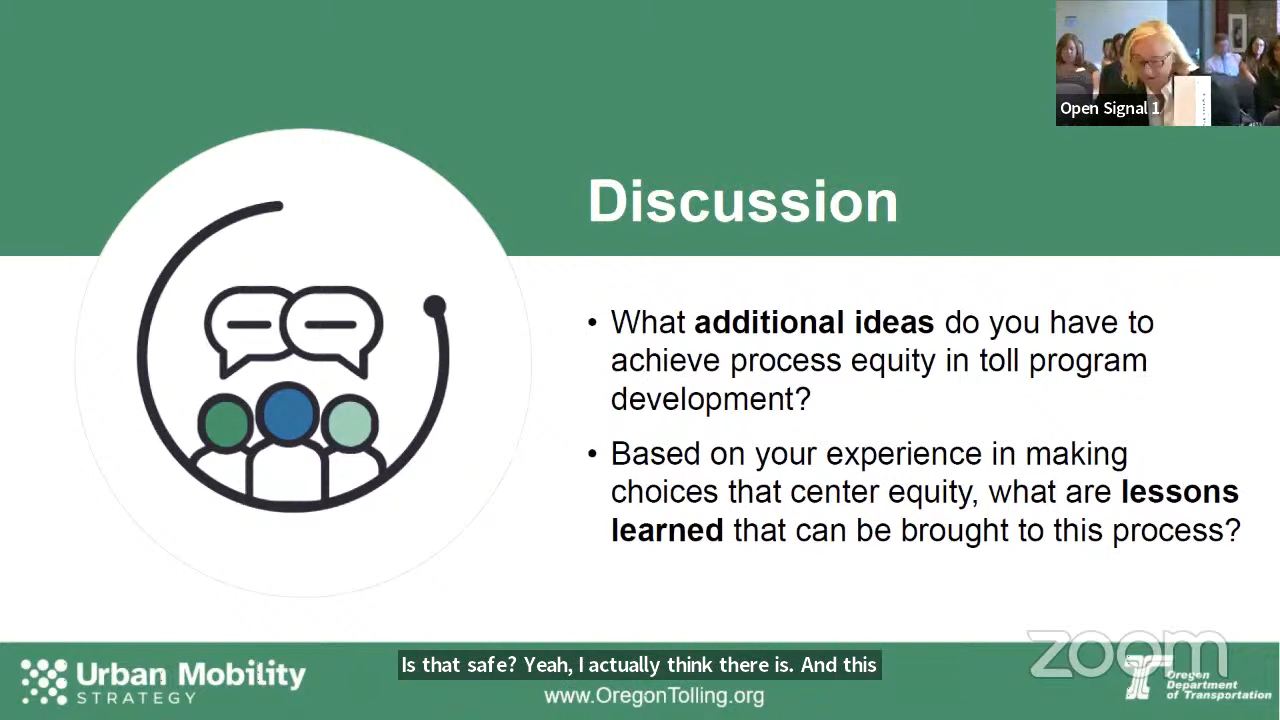 Open Signal 1
Discussion
• What additional ideas do you have to
achieve process equity in toll program
development?
• Based on your experience in making
choices that center equity, what are lessons
learned that can be brought to this process?
zoom
Urban Mobility
STRATEGY
Is that safe? Yeah, I actually think there is. And this
www.OregonTolling.org
Oregon
Department
of Transportation